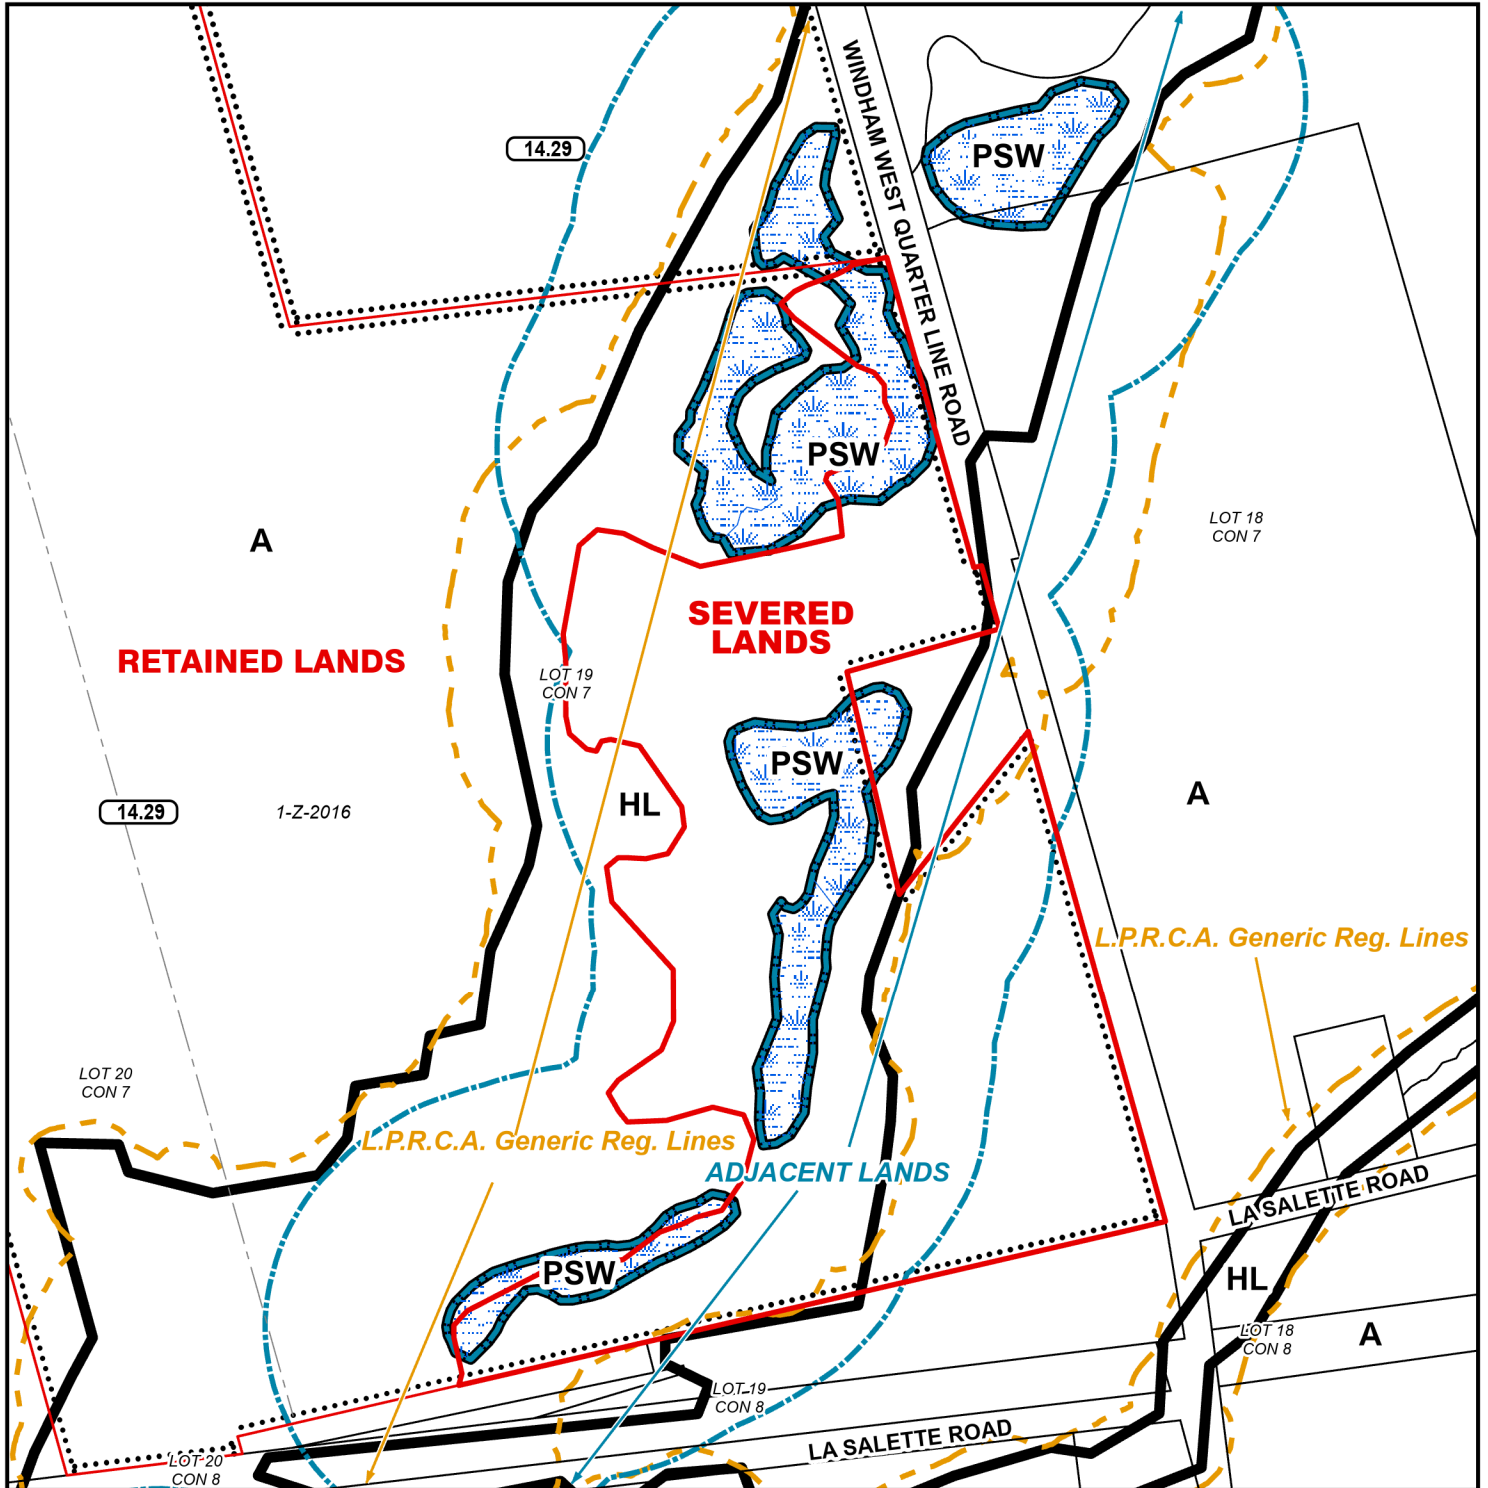 WINDHAM WEST QUARTER LINE ROAD
14.29
PSW
LOT 18
CON 7
A
PSW
SEVERED
LANDS
RETAINED LANDS
LOT 19
CON 7
PSW
A
HL
14.29
1-Z-2016
L.P.R.C.A. Generic Reg. Lines
LOT 20
CON 7
L.P.R.C.A. Generic Reg. Lines
ADJACENT LANDS
LA SALETTE ROAD
PSW
HL
LOT 18
CON 8
A
LOT 19
CON 8
LA SALETTE ROAD
LOT 20
CON 8